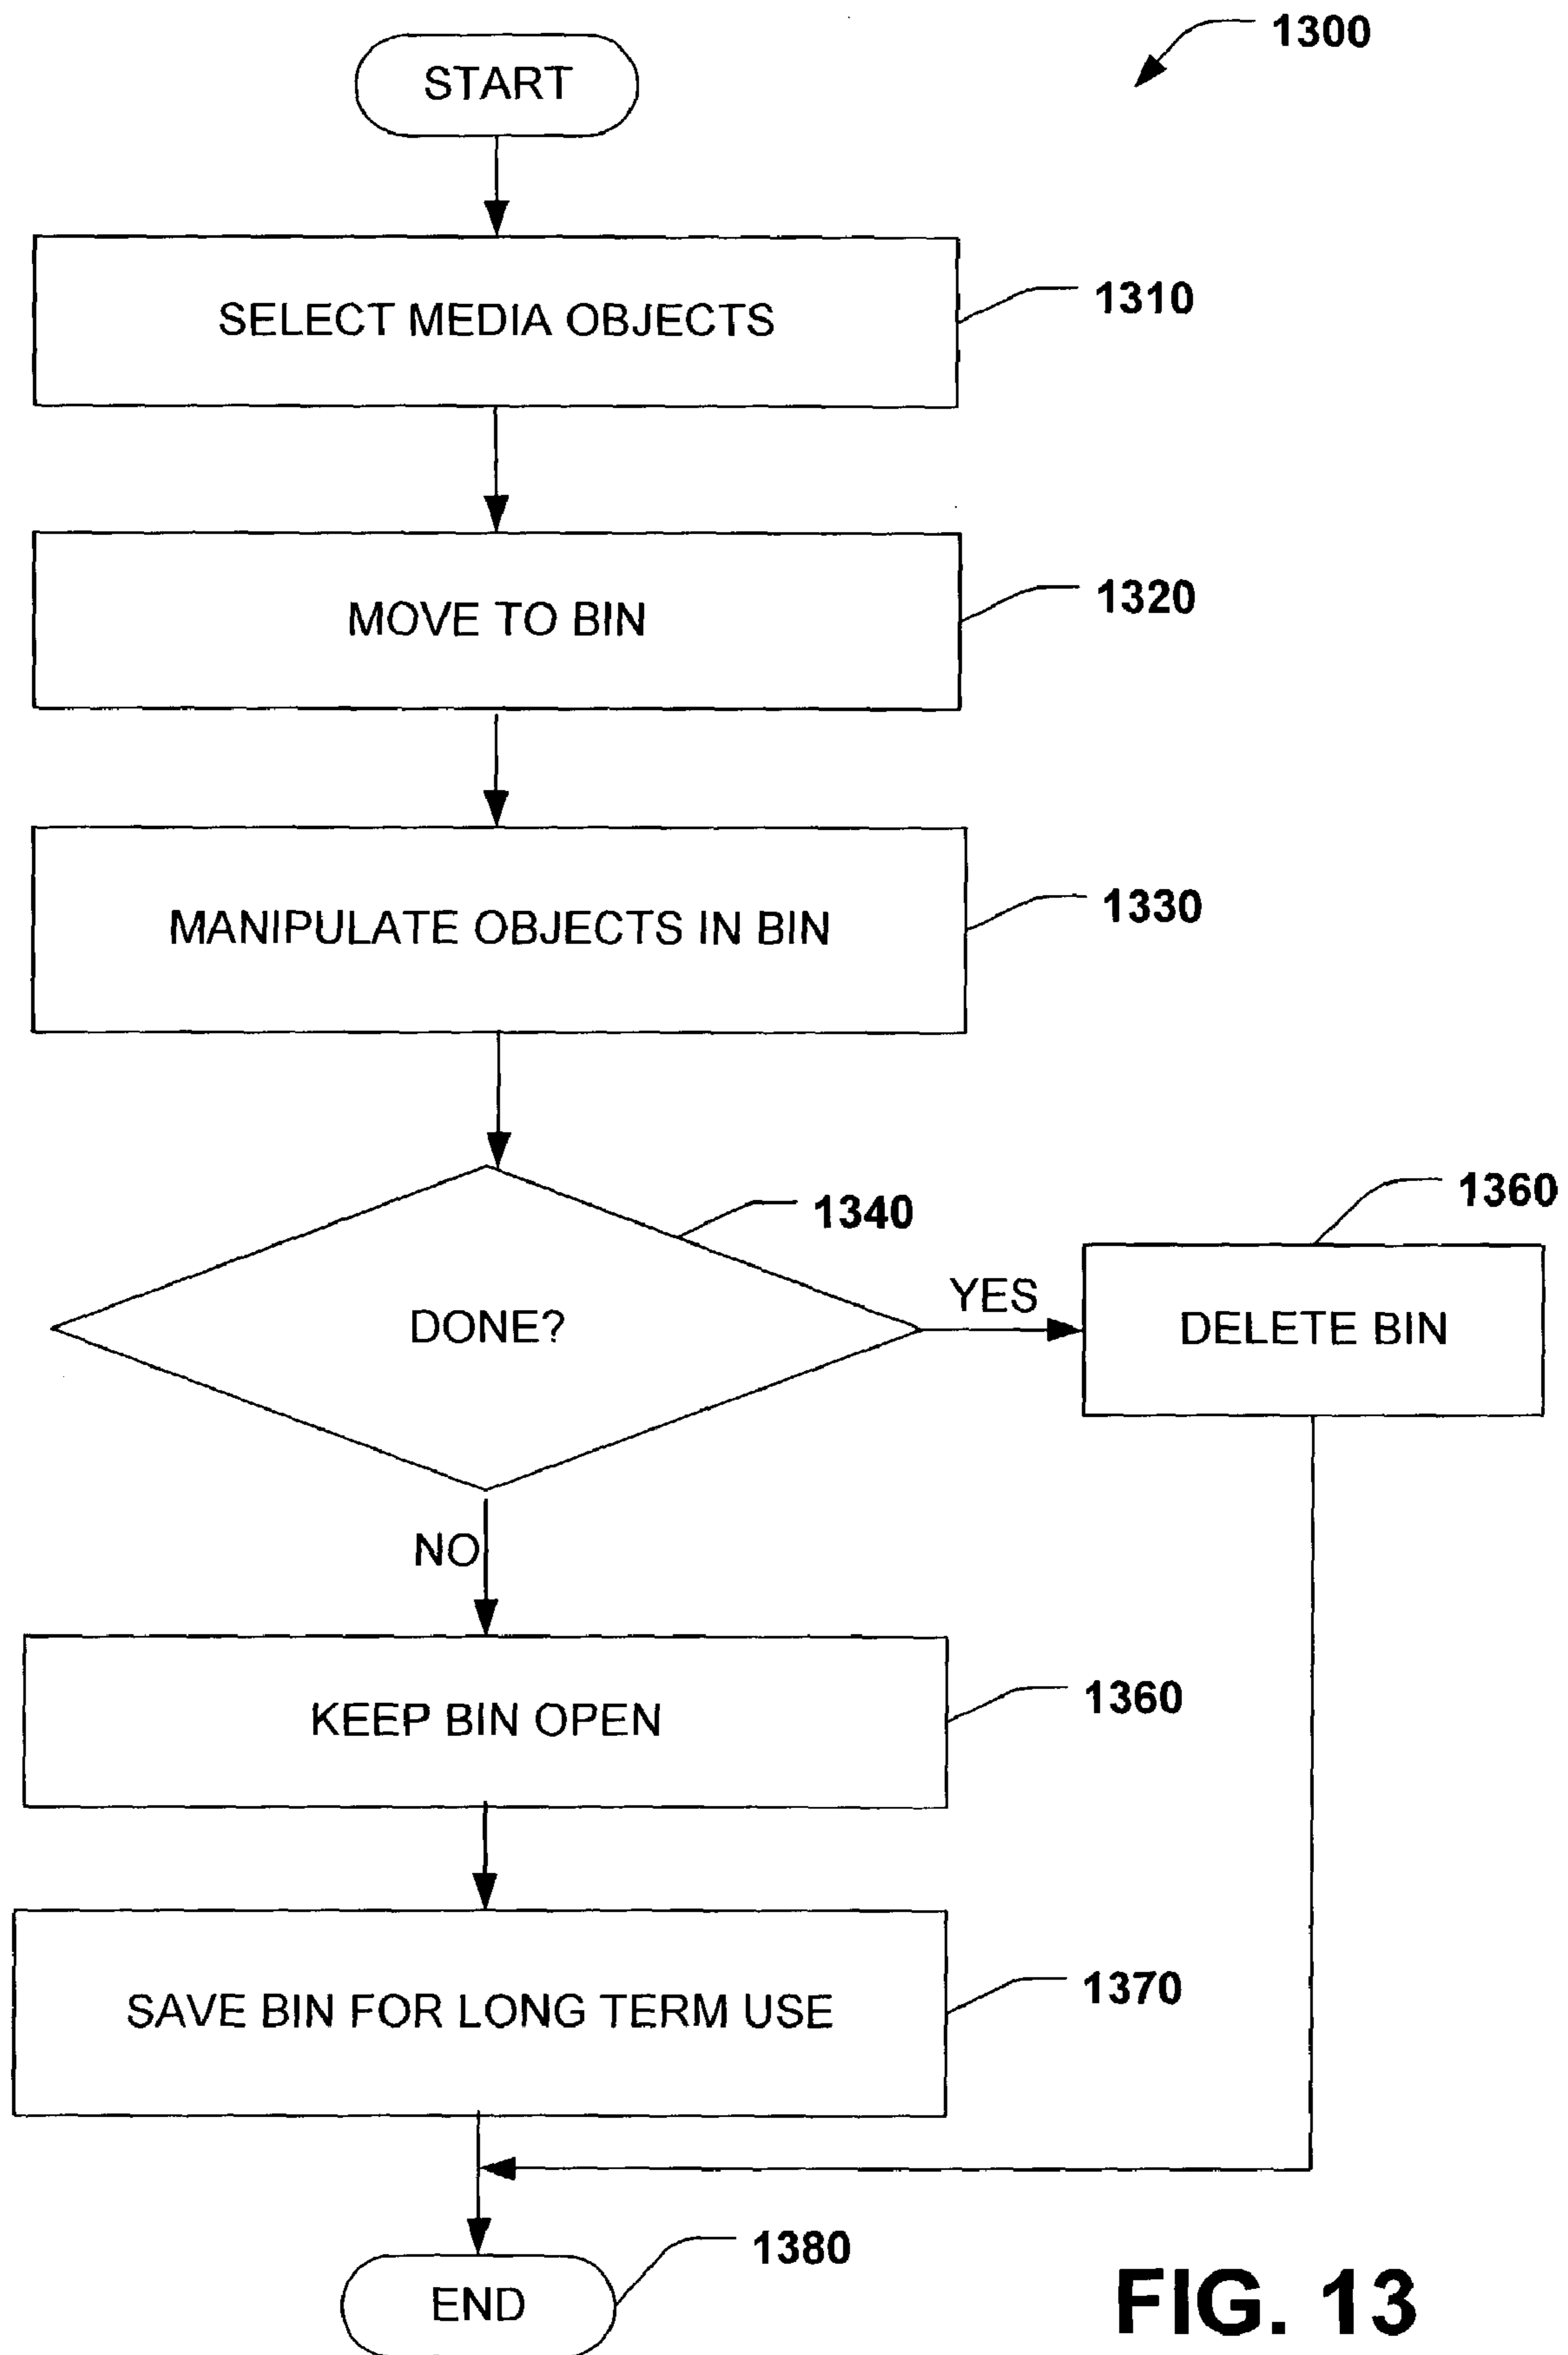 1300
START
SELECT MEDIA OBJECTS
1310
MOVE TO BIN
1320
MANIPULATE OBJECTS IN BIN
1330
1340
DONE?
YES
1360
DELETE BIN
NO
KEEP BIN OPEN
1360
SAVE BIN FOR LONG TERM USE
1370
END
1380
FIG. 13